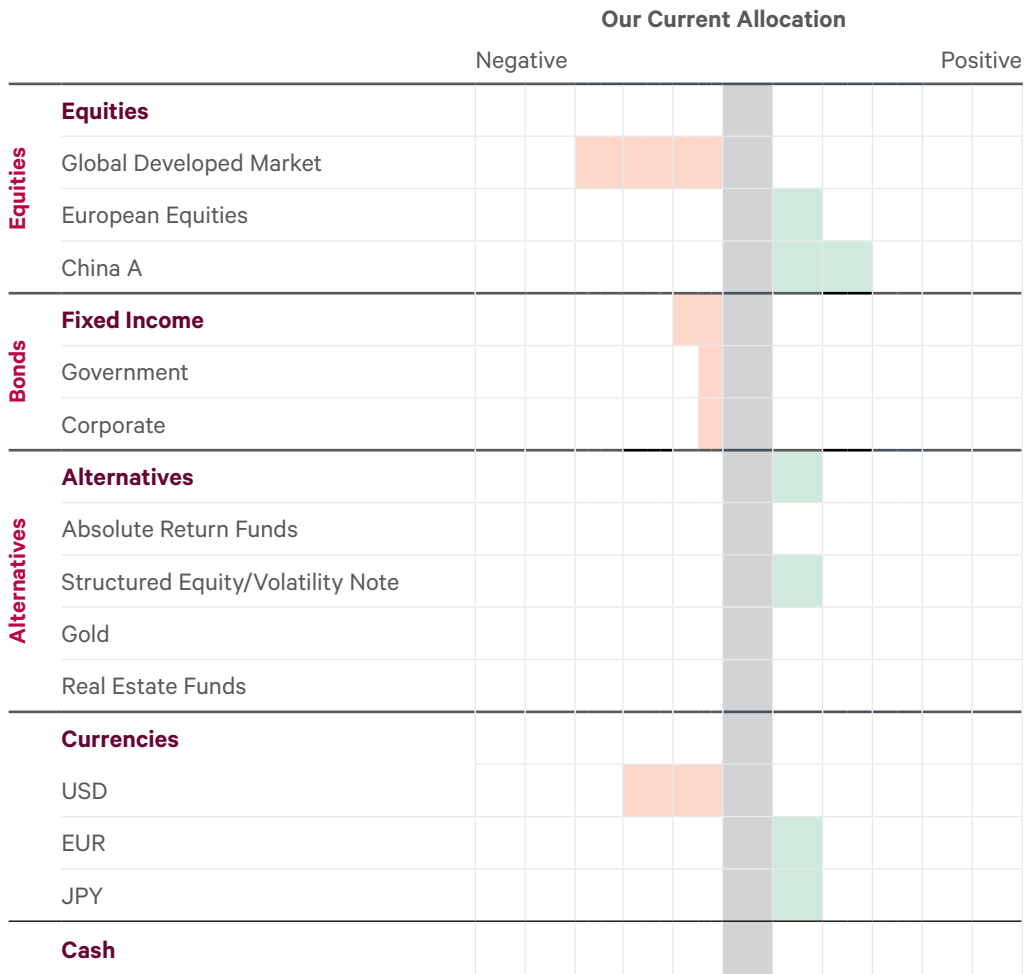 Our Current Allocation
Negative Positive
Equities
Equities
Global Developed Market
European Equities
China A
Bonds
Fixed Income
Government
Corporate
Alternatives
Alternatives
Absolute Return Funds
Structured Equity/Volatility Note
Gold
Real Estate Funds
Currencies
USD
EUR
JPY
Cash